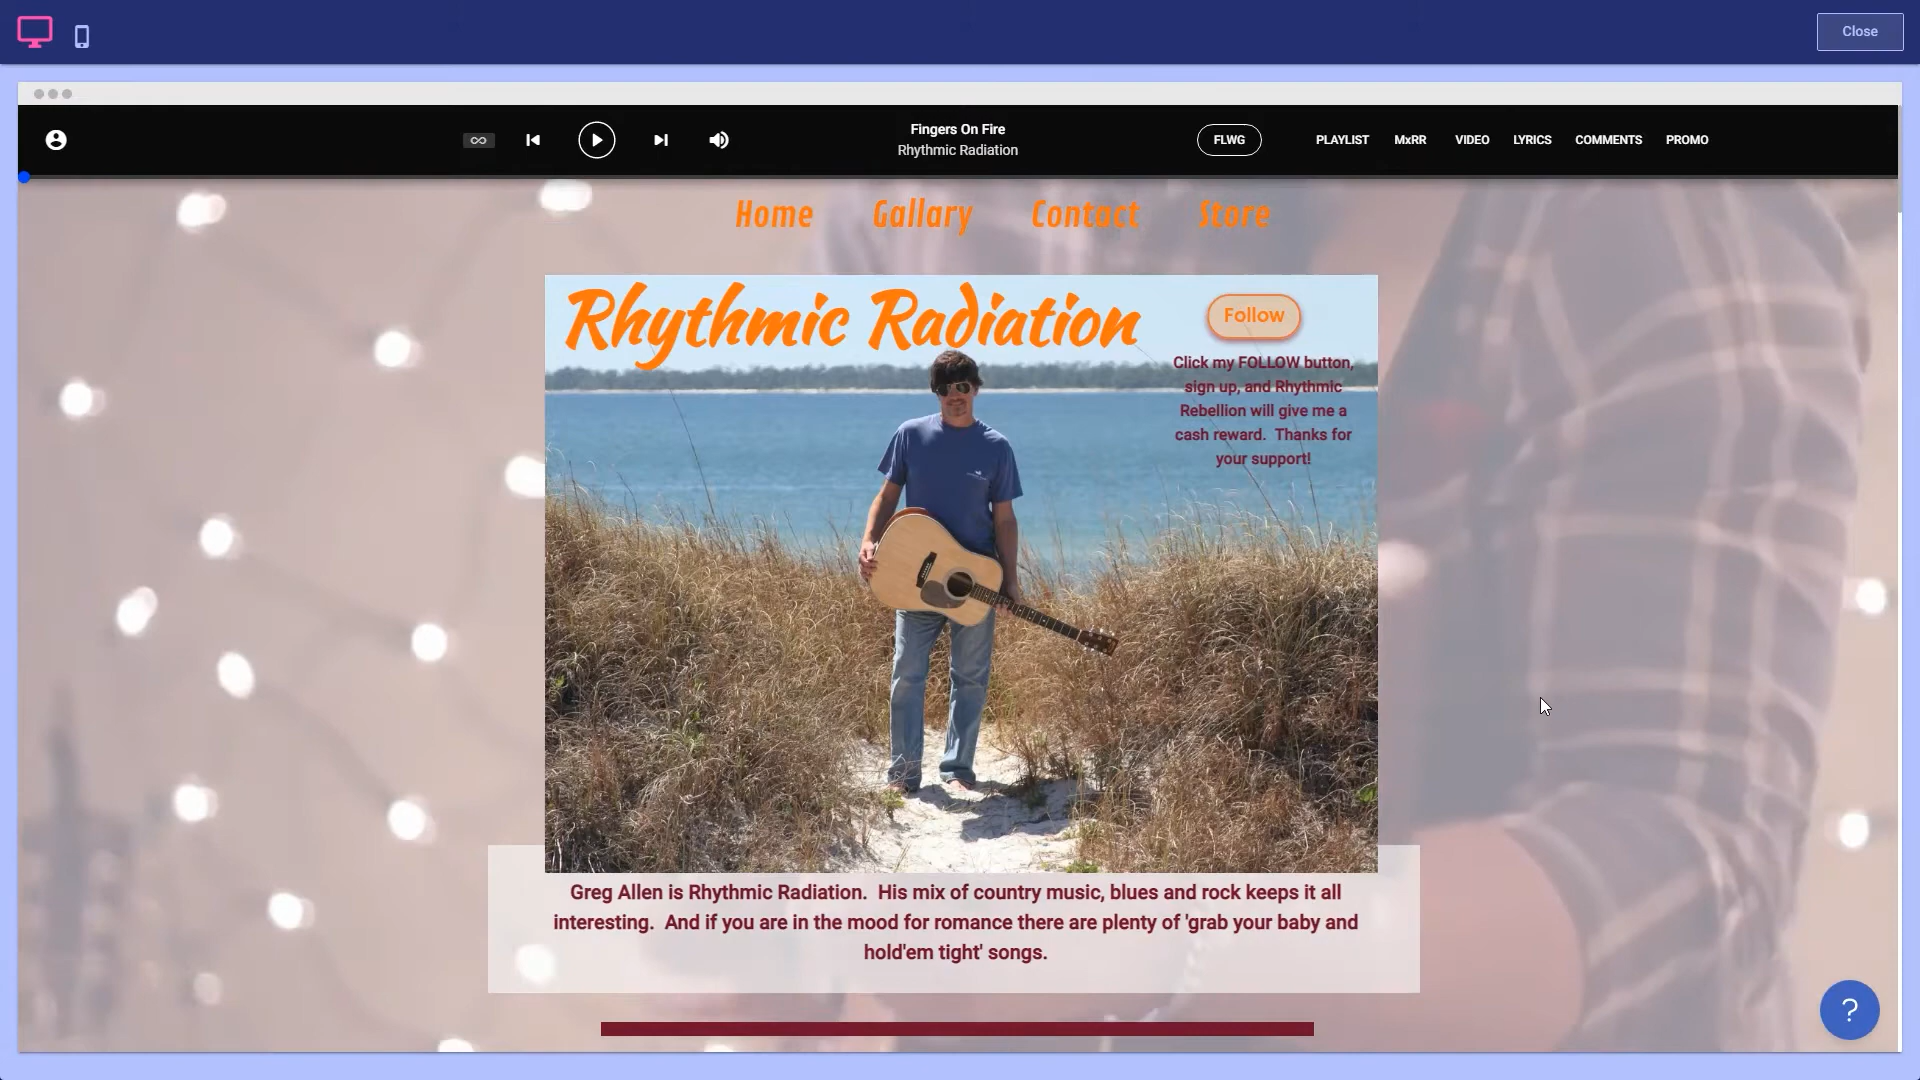 Close
Fingers On Fire
Rhythmic Radiation
FLWG
PLAYLIST
MxRR
VIDEO
LYRICS
COMMENTS
PROMO
Home
Gallary
Contact
Store
Rhythmic Radiation
Follow
Click my FOLLOW button,
sign up, and Rhythmic
Rebellion will give me a
cash reward.  Thanks for
your support!
Greg Allen is Rhythmic Radiation.  His mix of country music, blues and rock keeps it all
interesting.  And if you are in the mood for romance there are plenty of 'grab your baby and
hold'em tight' songs.
?